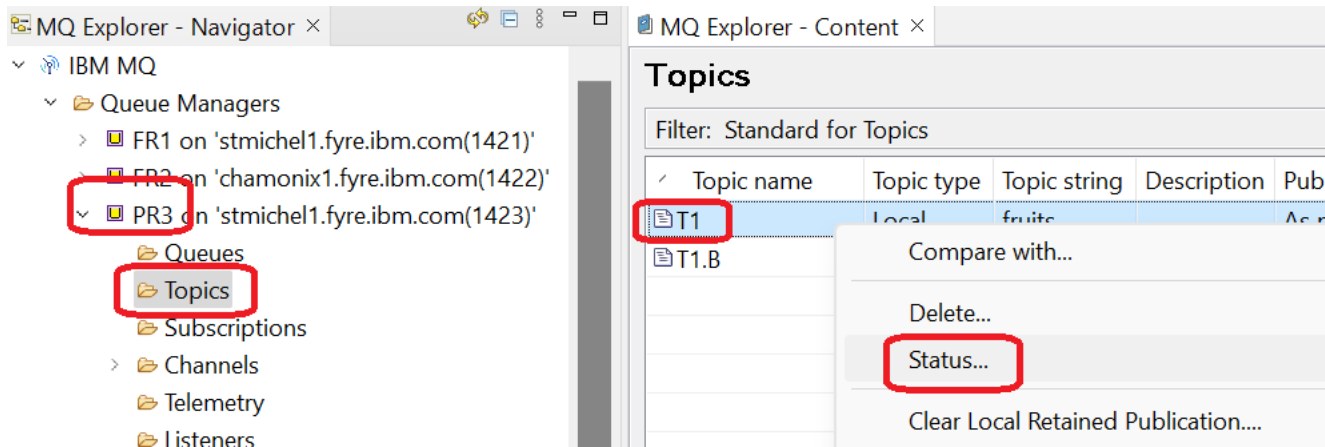 MQ Explorer - Navigator ×
IBM MQ
Queue Managers
FR1 on 'stmichel1.fyre.ibm.com(1421)'
FR2 on 'chamonix1.fyre.ibm.com(1422)'
PR3 on 'stmichel1.fyre.ibm.com(1423)'
Queues
Topics
Subscriptions
Channels
Telemetry
Listeners
MQ Explorer - Content ×
Topics
Filter: Standard for Topics
Topic name Topic type Topic string Description Pub
T1 Local fruits As
T1.B
Compare with...
Delete...
Status...
Clear Local Retained Publication....